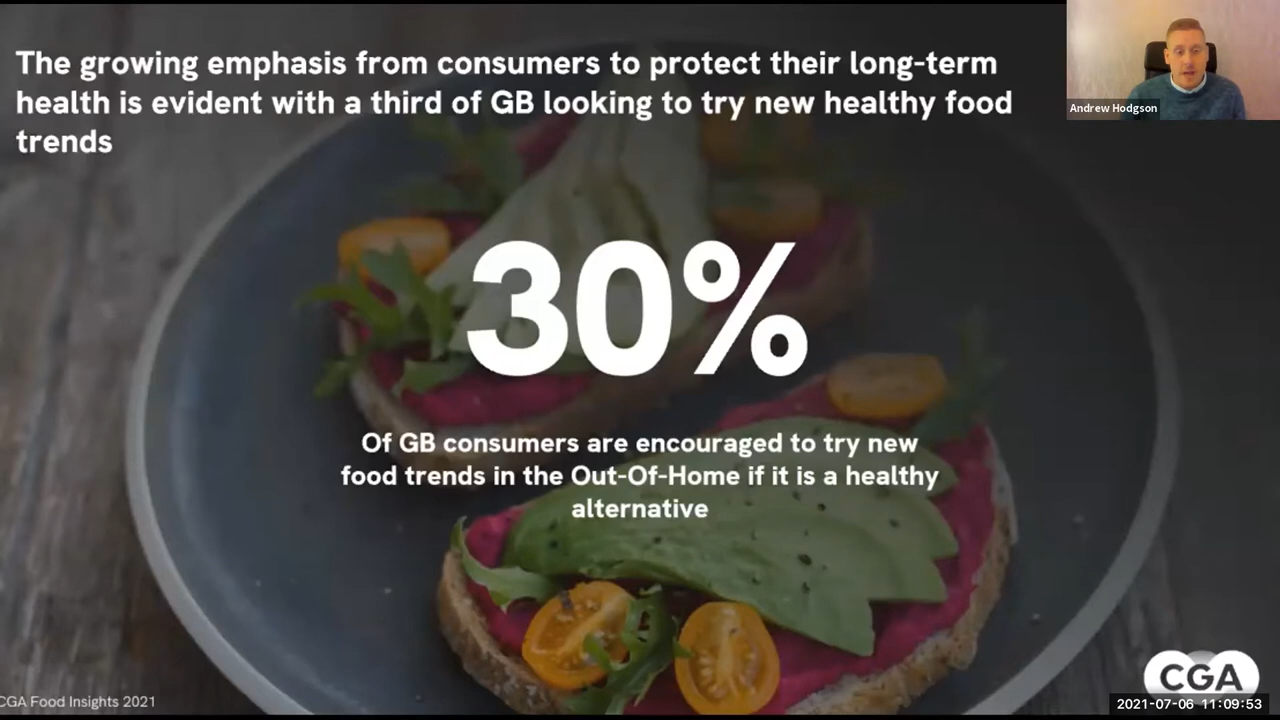 The growing emphasis from consumers to protect their long-term
health is evident with a third of GB looking to try new healthy food
trends
Andrew Hodgson
30%
Of GB consumers are encouraged to try new
food trends in the Out-Of-Home if it is a healthy
alternative
CGA Food Insights 2021
CGA
2021-07-06 11:09:53